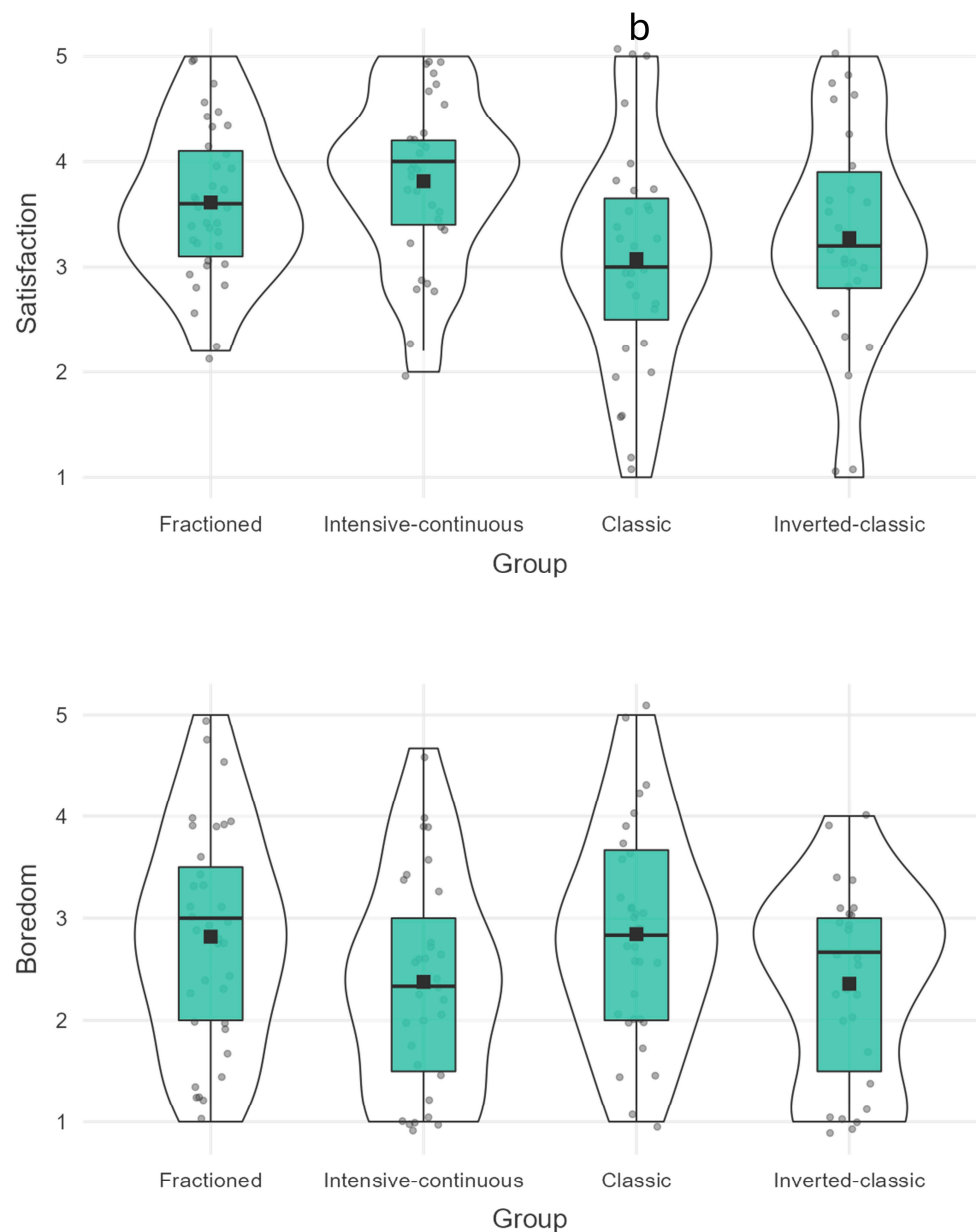 b
5
4
3
2
1
Satisfaction
Fractioned Intensive-continuous Classic Inverted-classic
Group
5
4
3
2
1
Boredom
Fractioned Intensive-continuous Classic Inverted-classic
Group